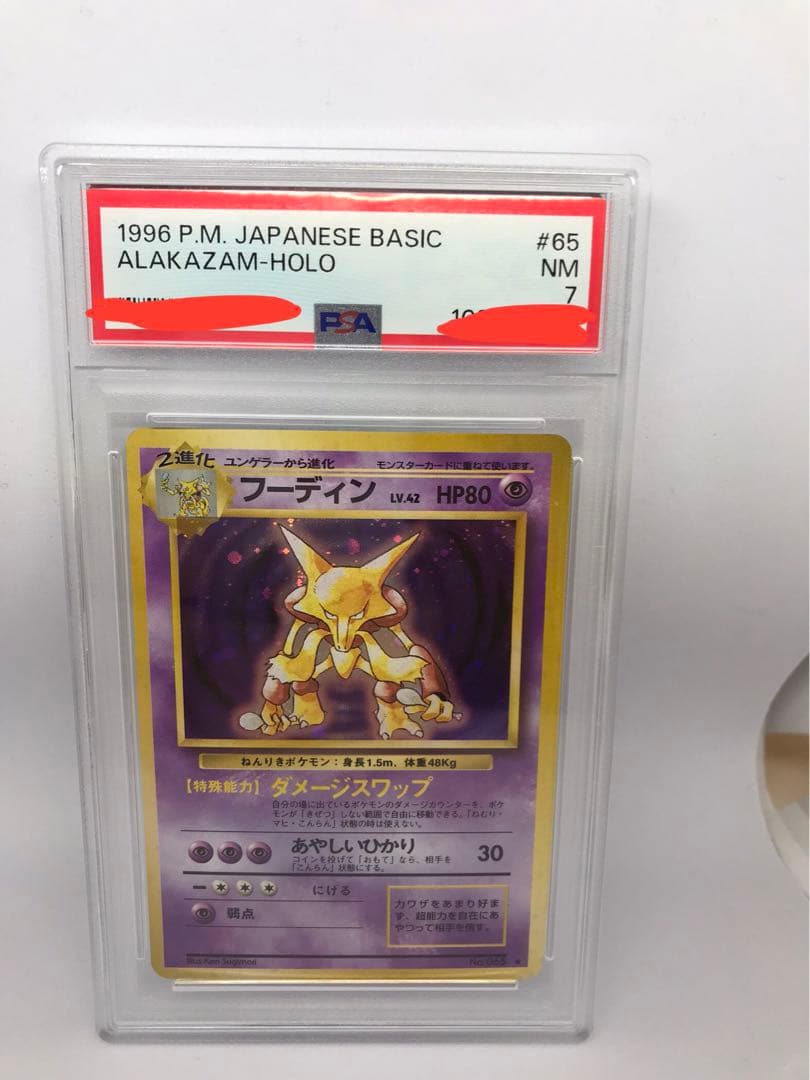 1996 P.M. JAPANESE BASIC #65
ALAKAZAM-HOLO NM
7
PSA
2進化 ユンゲラーから進化 モンスターカードに重ねて使います。
フーディン LV.42 HP80
ねんりきポケモン：身長1.5m、体重48Kg
【特殊能力】ダメージスワップ
自分の場に出ているポケモンのダメージカウンターを、ポケ
モンが「きぜつ」しない範囲で自由に移動できる。「ねむり・
マヒ・こんらん」状態の時は使えない。
あやしいひかり 30
コインを投げて「おもて」なら、相手を
「こんらん」状態にする。
にげる
弱点
力ワザをあまり好ま
ず、超能力を自在にあ
やつって相手を倒す。
Illus. Ken Sugimori No.065 ★